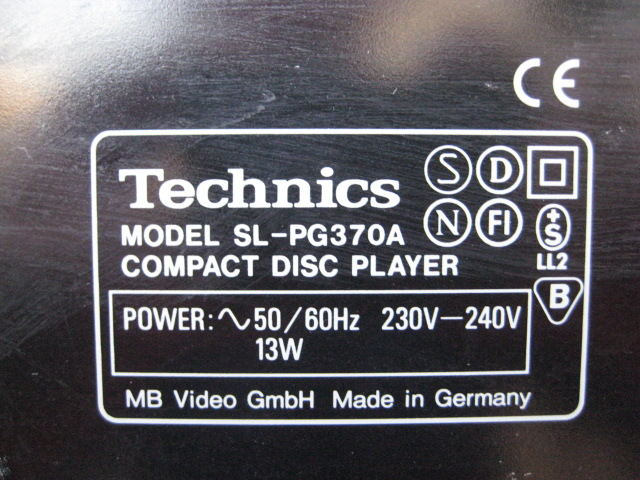 CE
Technics
S D
MODEL SL-PG370A
N FI +S
COMPACT DISC PLAYER
LL2
B
POWER: ∿ 50/60Hz 230V—240V
13W
MB Video GmbH Made in Germany